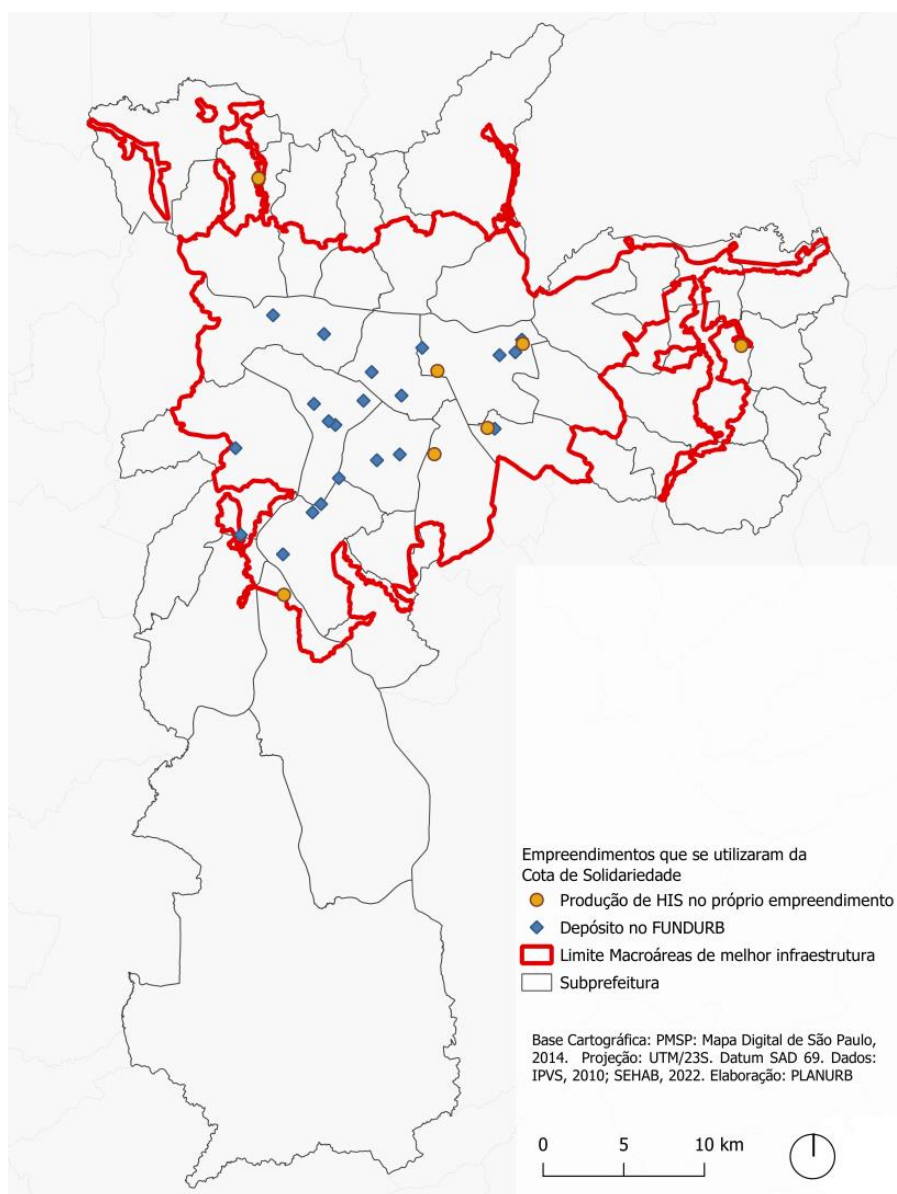 Empreendimentos que se utilizaram da
Cota de Solidariedade
Produção de HIS no próprio empreendimento
Depósito no FUNDURB
Limite Macroáreas de melhor infraestrutura
Subprefeitura
Base Cartográfica: PMSP: Mapa Digital de São Paulo,
2014. Projeção: UTM/23S. Datum SAD 69. Dados:
IPVS, 2010; SEHAB, 2022. Elaboração: PLANURB
0 5 10 km